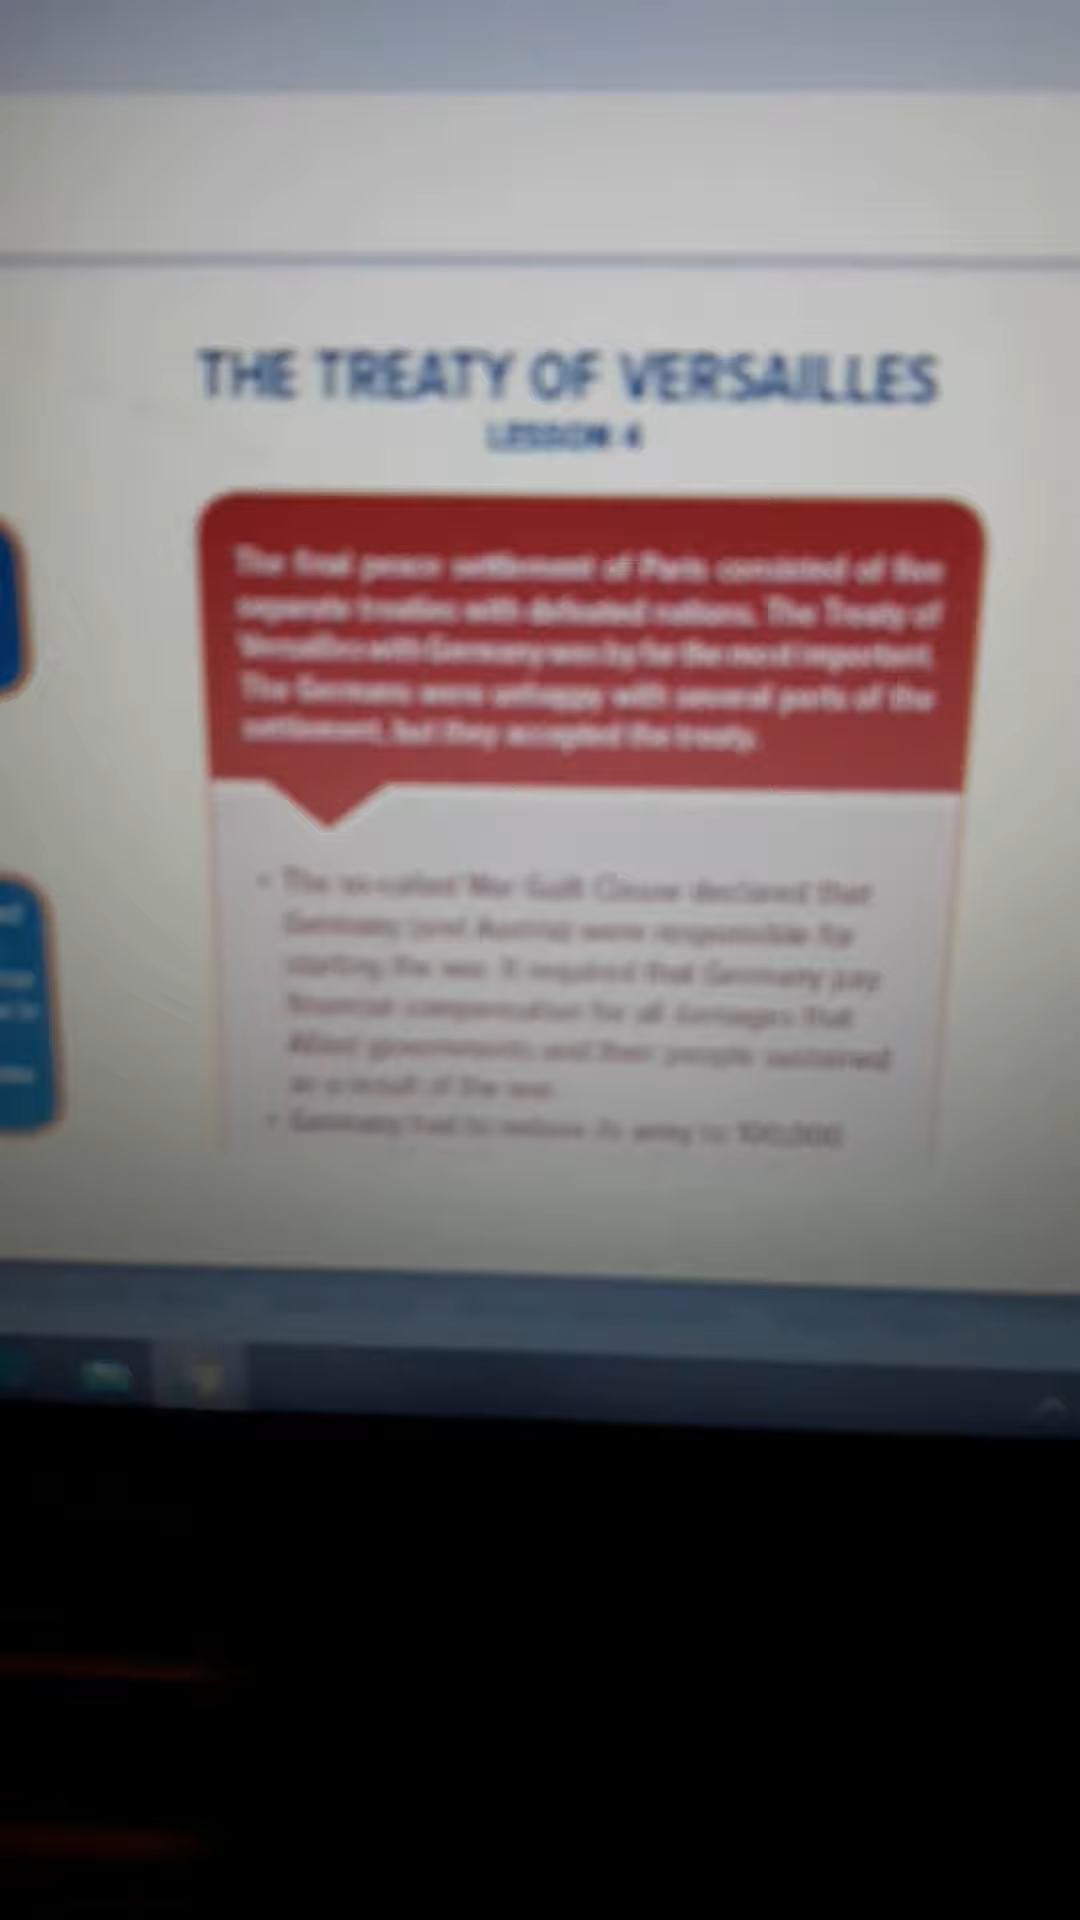 THE TREATY OF VERSAILLES
LESSON 4
The final peace settlement of Paris consisted of five
separate treaties with defeated nations. The Treaty of
Versailles with Germany was by far the most important.
The Germans were unhappy with several parts of the
settlement, but they accepted the treaty.
• The so-called War Guilt Clause declared that
Germany (and Austria) were responsible for
starting the war. It required that Germany pay
financial compensation for all damages that
Allied governments and their people sustained
as a result of the war.
• Germany had to reduce its army to 100,000